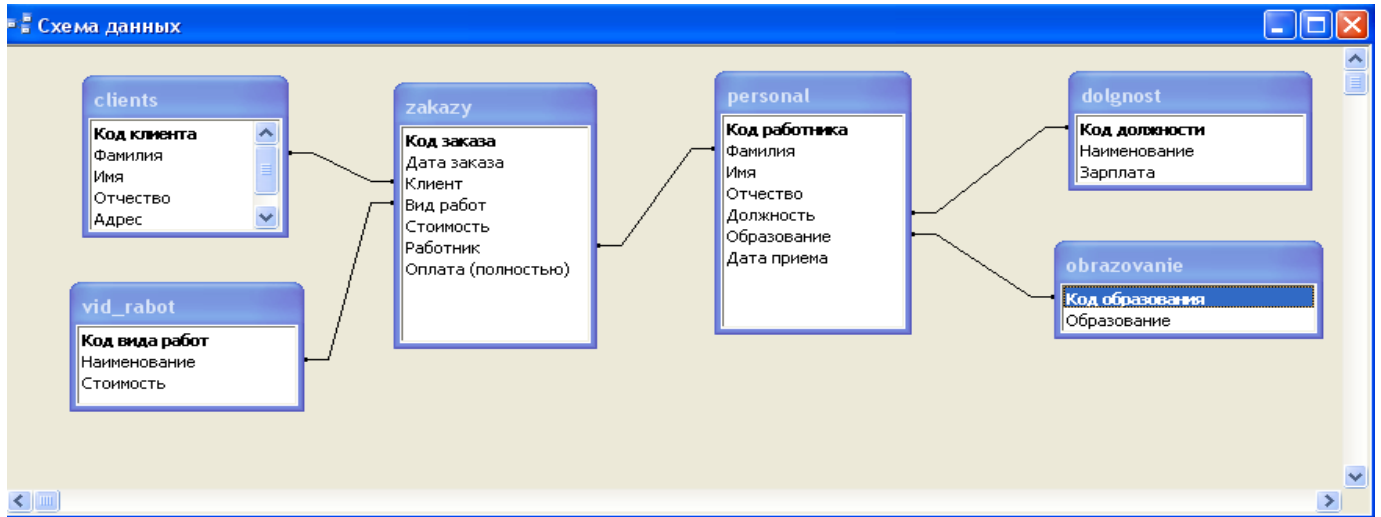 Схема данных
clients
Код клиента
Фамилия
Имя
Отчество
Адрес
zakazy
Код заказа
Дата заказа
Клиент
Вид работ
Стоимость
Работник
Оплата (полностью)
personal
Код работника
Фамилия
Имя
Отчество
Должность
Образование
Дата приема
dolgnost
Код должности
Наименование
Зарплата
obrazovanie
Код образования
Образование
vid_rabot
Код вида работ
Наименование
Стоимость